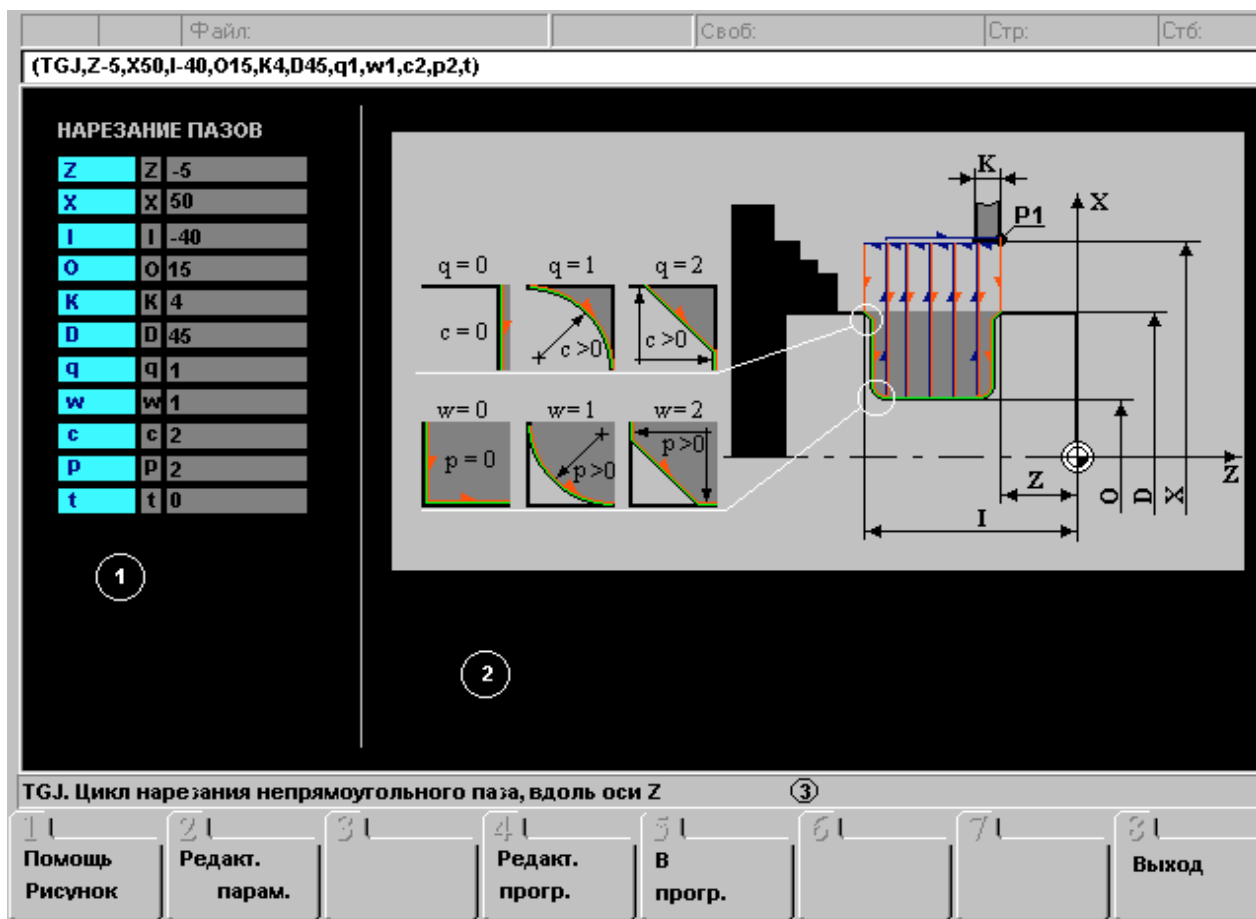 Файл: Своб: Стр: Стб:
(TGJ,Z-5,X50,I-40,O15,K4,D45,q1,w1,c2,p2,t)
НАРЕЗАНИЕ ПАЗОВ
Z Z -5
X X 50
I I -40
O O 15
K K 4
D D 45
q q 1
w w 1
c c 2
p p 2
t t 0
1
K
P1
X
q = 0 q = 1 q = 2
c = 0 c >0 c >0
w = 0 w = 1 w = 2
p = 0 p >0 p >0
Z
Z
O D X
I
2
TGJ. Цикл нарезания непрямоугольного паза, вдоль оси Z 3
1 2 3 4 5 6 7 8
Помощь Редакт. Редакт. В Выход
Рисунок парам. прогр. прогр.